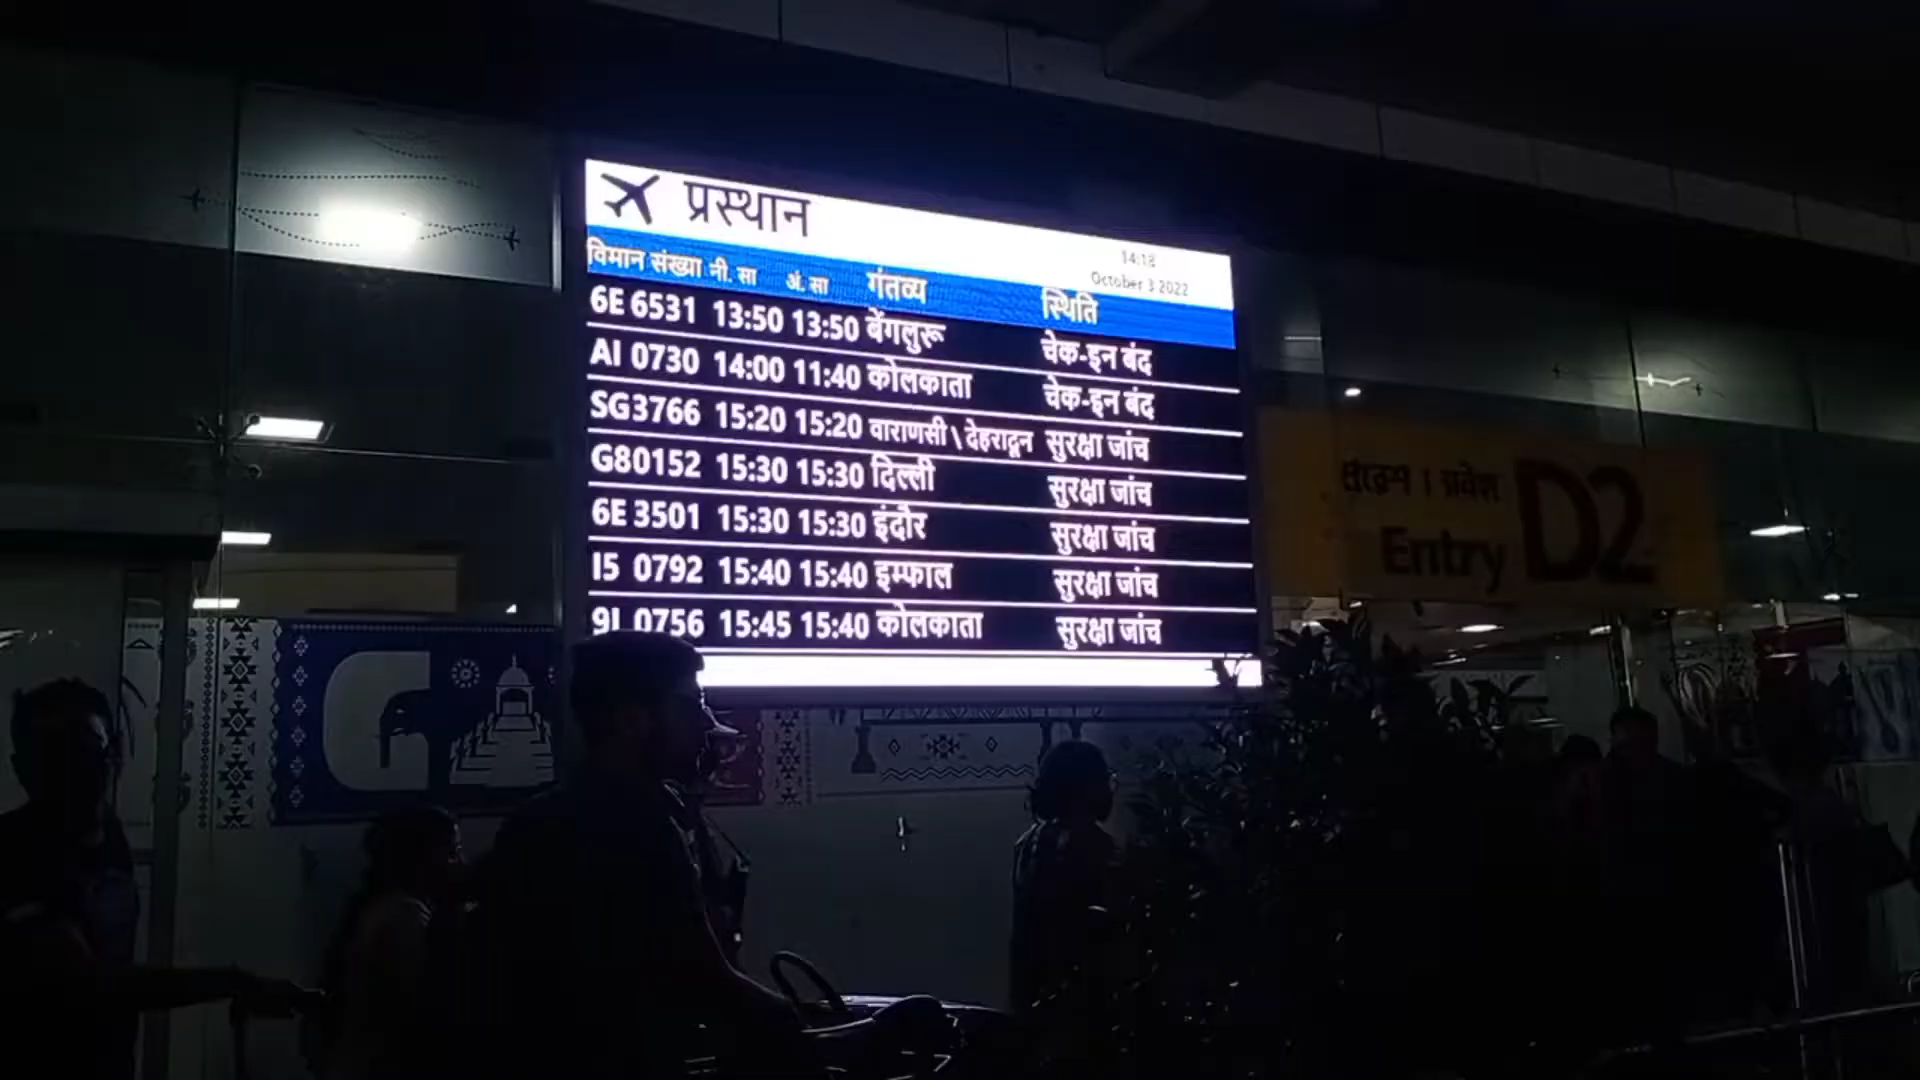 प्रस्थान
14:18
October 3 2022
विमान संख्या नी. सा अं. सा गंतव्य स्थिति
6E 6531 13:50 13:50 बेंगलुरू चेक-इन बंद
AI 0730 14:00 11:40 कोलकाता चेक-इन बंद
SG3766 15:20 15:20 वाराणसी \ देहरादून सुरक्षा जांच
G80152 15:30 15:30 दिल्ली सुरक्षा जांच
6E 3501 15:30 15:30 इंदौर सुरक्षा जांच
I5 0792 15:40 15:40 इम्फाल सुरक्षा जांच
9I 0756 15:45 15:40 कोलकाता सुरक्षा जांच
प्रवेश
Entry D2
G